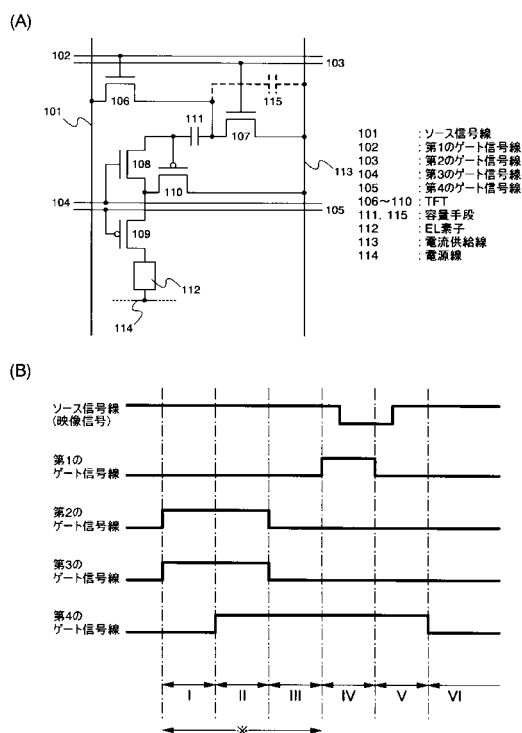 (A)
102
103
106
115
101
111
107
108
110
113
104
105
109
112
114
101 :ソース信号線
102 :第1のゲート信号線
103 :第2のゲート信号線
104 :第3のゲート信号線
105 :第4のゲート信号線
106～110 :TFT
111, 115 :容量手段
112 :EL素子
113 :電流供給線
114 :電源線
(B)
ソース信号線
(映像信号)
第1の
ゲート信号線
第2の
ゲート信号線
第3の
ゲート信号線
第4の
ゲート信号線
I II III IV V VI
※